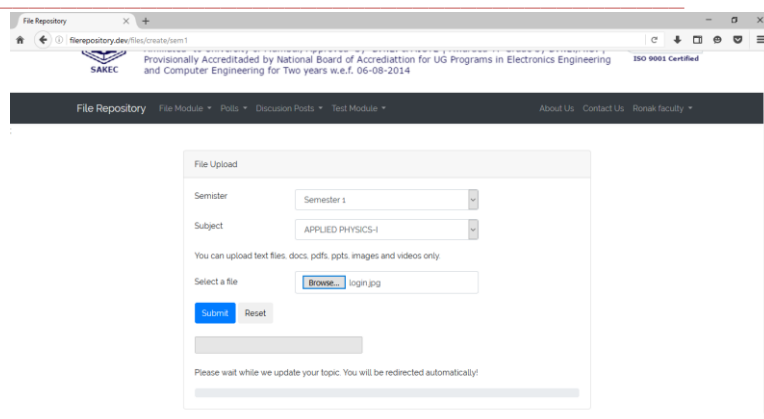 File Repository
filerepository.dev/files/create/sem1
Provisionally Accreditaded by National Board of Accrediattion for UG Programs in Electronics Engineering
SAKEC
and Computer Engineering for Two years w.e.f. 06-08-2014
ISO 9001 Certified
File Repository File Module Polls Discussion Posts Test Module About Us Contact Us Ronak faculty
File Upload
Semister Semester 1
Subject APPLIED PHYSICS-I
You can upload text files, docs, pdfs, ppts, images and videos only.
Select a file Browse... login.jpg
Submit Reset
Please wait while we update your topic. You will be redirected automatically!